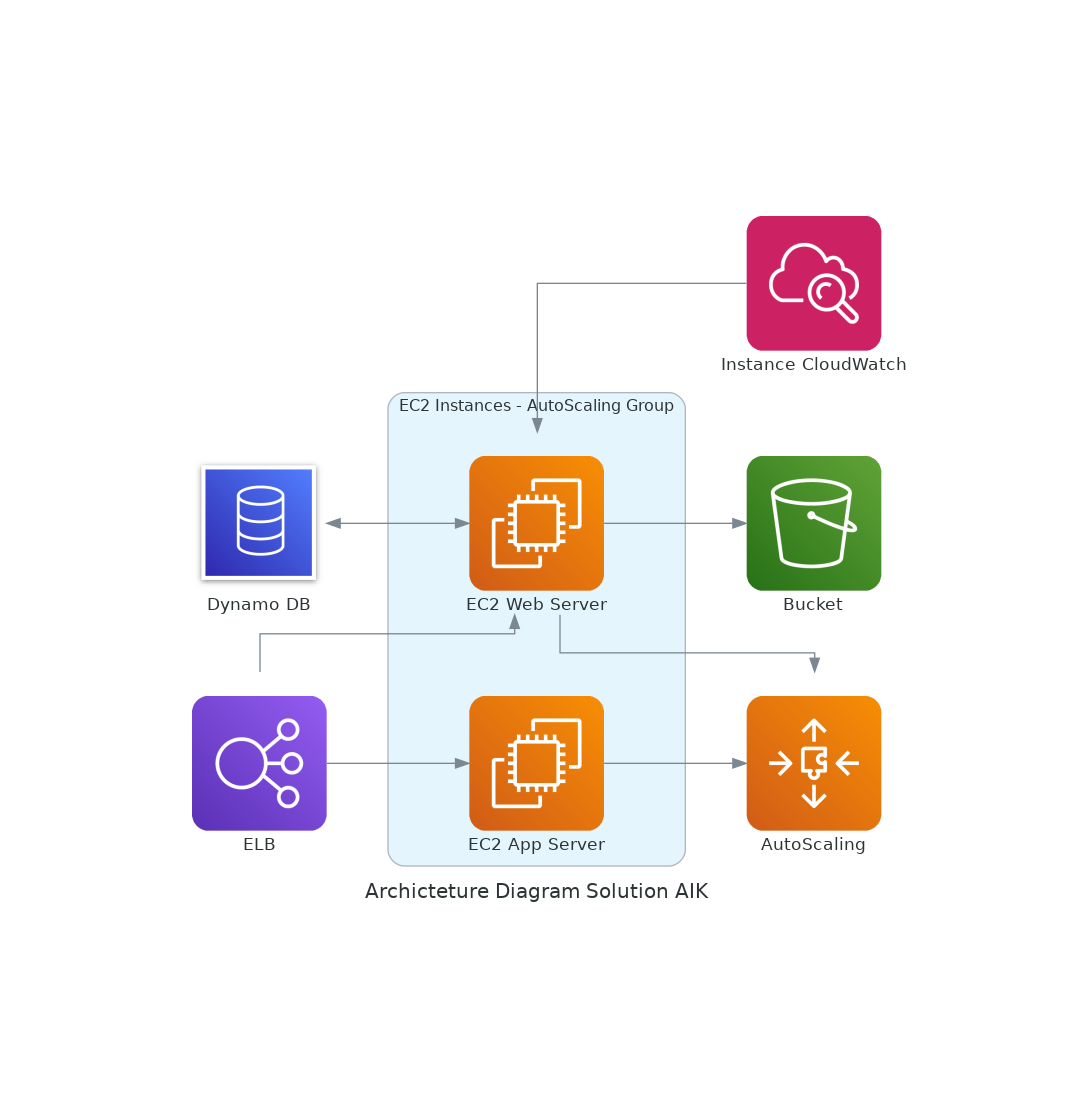 Instance CloudWatch
EC2 Instances - AutoScaling Group
Dynamo DB
EC2 Web Server
Bucket
ELB
EC2 App Server
AutoScaling
Archicteture Diagram Solution AIK